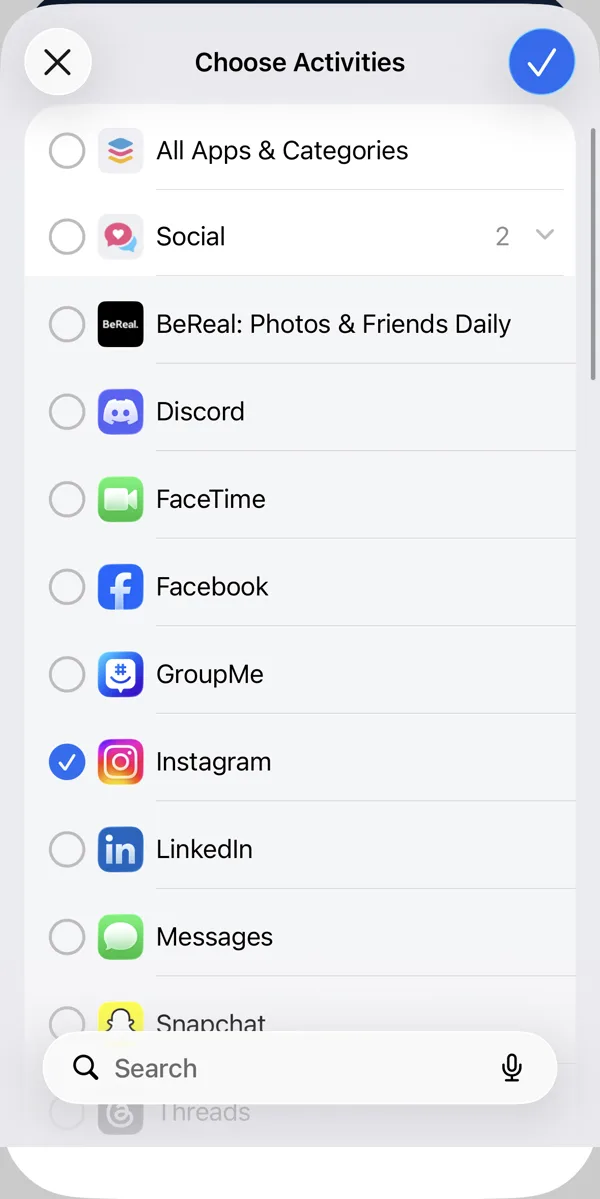 Choose Activities
All Apps & Categories
Social 2
BeReal. BeReal: Photos & Friends Daily
Discord
FaceTime
Facebook
GroupMe
Instagram
in LinkedIn
Messages
Snapchat
Search
Threads